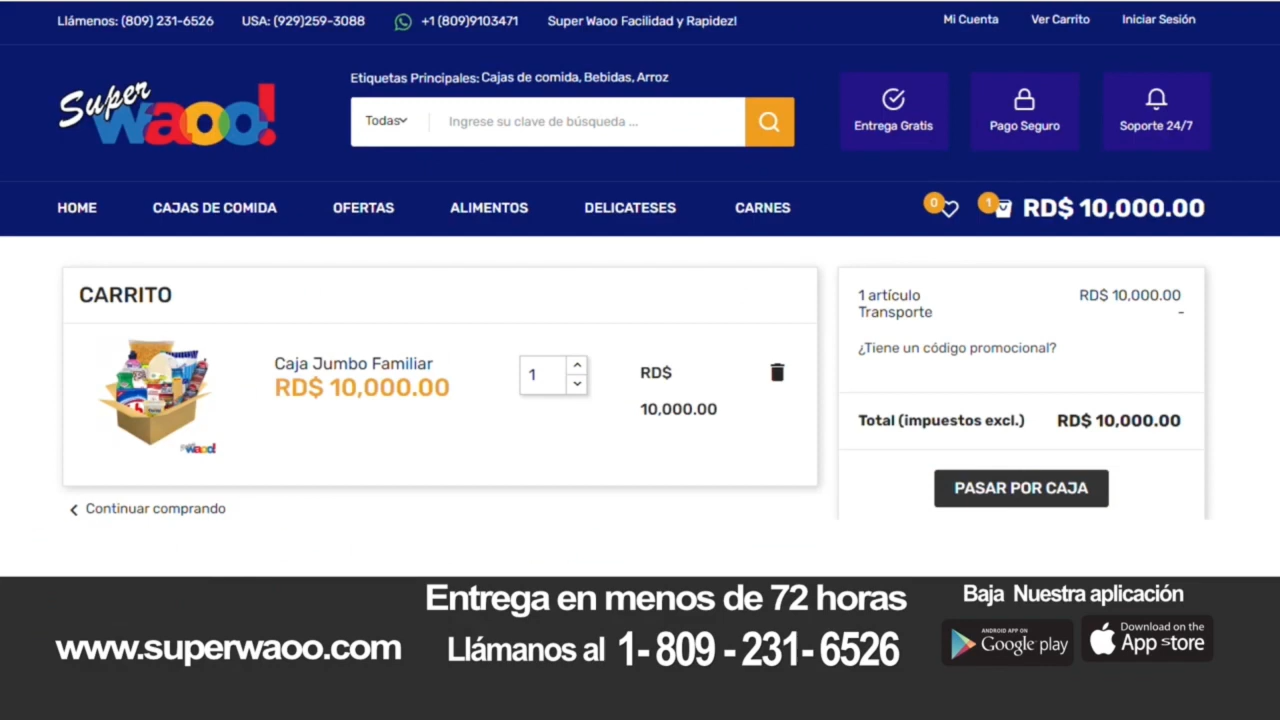 Llámenos: (809) 231-6526 USA: (929)259-3088 +1 (809)9103471 Super Waoo Facilidad y Rapidez! Mi Cuenta Ver Carrito Iniciar Sesión
Super waoo!
Etiquetas Principales: Cajas de comida, Bebidas, Arroz
Todas Ingrese su clave de búsqueda ...
Entrega Gratis Pago Seguro Soporte 24/7
HOME CAJAS DE COMIDA OFERTAS ALIMENTOS DELICATESES CARNES 0 1 RD$ 10,000.00
CARRITO
Caja Jumbo Familiar
RD$ 10,000.00
1
RD$
10,000.00
waoo!
Continuar comprando
1 artículo RD$ 10,000.00
Transporte -
¿Tiene un código promocional?
Total (impuestos excl.) RD$ 10,000.00
PASAR POR CAJA
www.superwaoo.com
Entrega en menos de 72 horas
Llámanos al 1- 809 - 231- 6526
Baja Nuestra aplicación
ANDROID APP ON
Google play
Download on the
App store